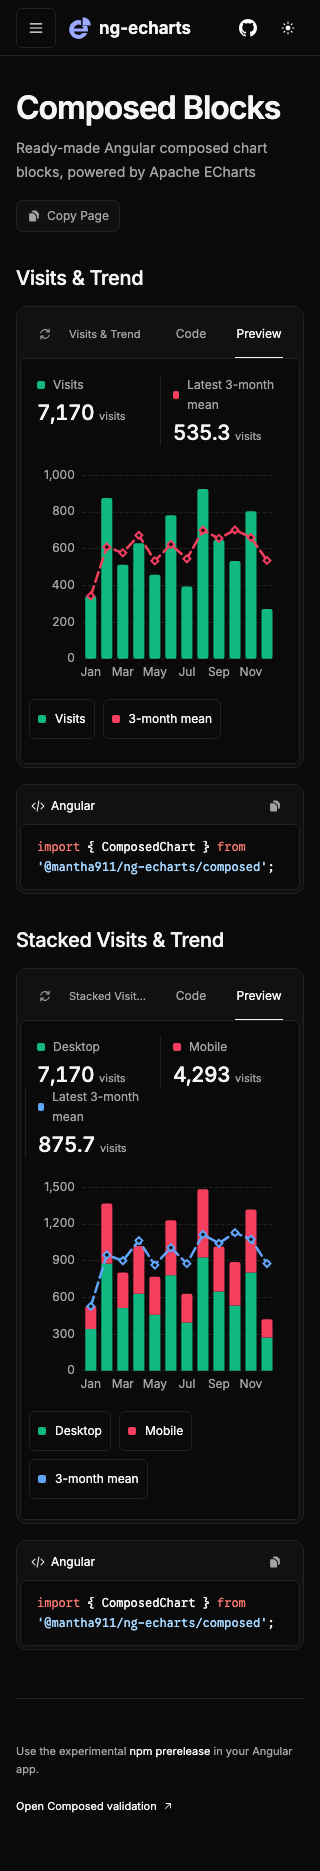 ng-echarts
Composed Blocks
Ready-made Angular composed chart
blocks, powered by Apache ECharts
Copy Page
Visits & Trend
Visits & Trend Code Preview
Visits
7,170 visits
Latest 3-month
mean
535.3 visits
1,000
800
600
400
200
0
Jan Mar May Jul Sep Nov
Visits 3-month mean
Angular
import { ComposedChart } from
'@mantha911/ng-echarts/composed';
Stacked Visits & Trend
Stacked Visit... Code Preview
Desktop
7,170 visits
Mobile
4,293 visits
Latest 3-month
mean
875.7 visits
1,500
1,200
900
600
300
0
Jan Mar May Jul Sep Nov
Desktop Mobile
3-month mean
Angular
import { ComposedChart } from
'@mantha911/ng-echarts/composed';
Use the experimental npm prerelease in your Angular
app.
Open Composed validation